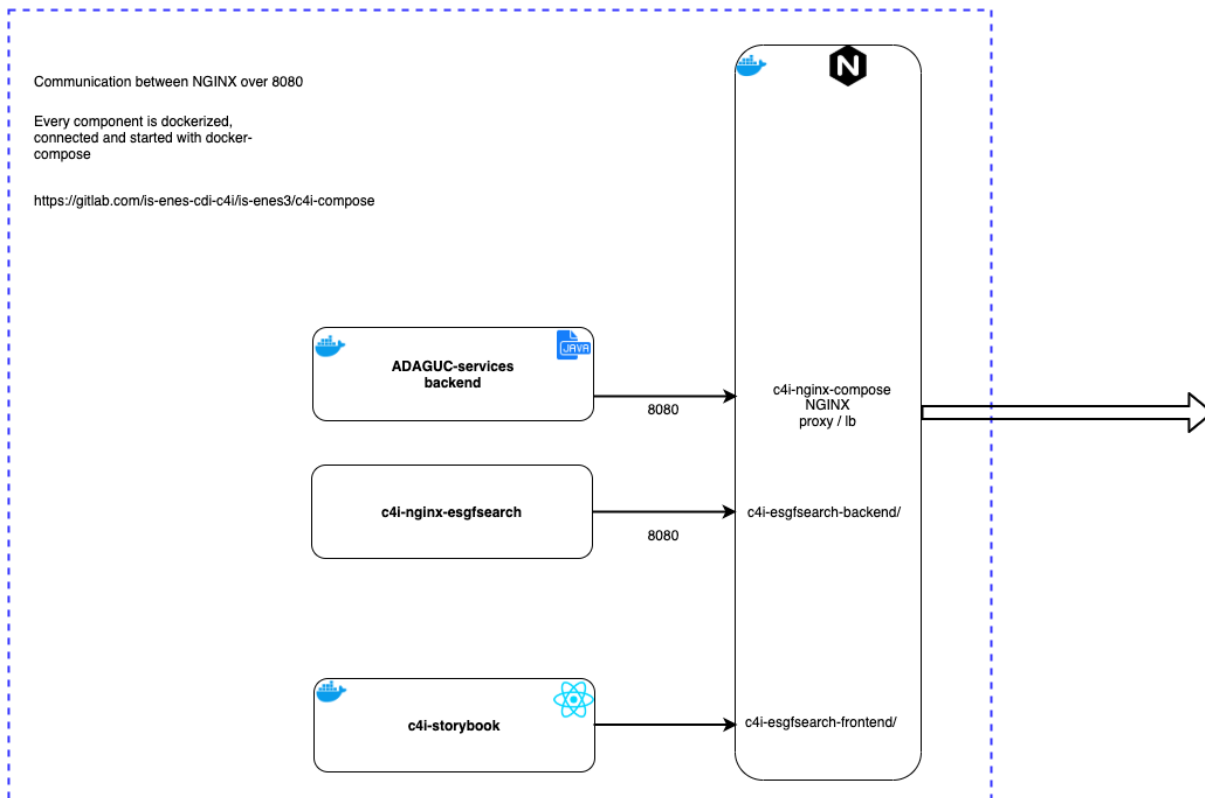 Communication between NGINX over 8080
Every component is dockerized,
connected and started with docker-
compose
https://gitlab.com/is-enes-cdi-c4i/is-enes3/c4i-compose
N
JAVA
ADAGUC-services
backend
8080
c4i-nginx-compose
NGINX
proxy / lb
c4i-nginx-esgfsearch
8080
c4i-esgfsearch-backend/
c4i-storybook
c4i-esgfsearch-frontend/